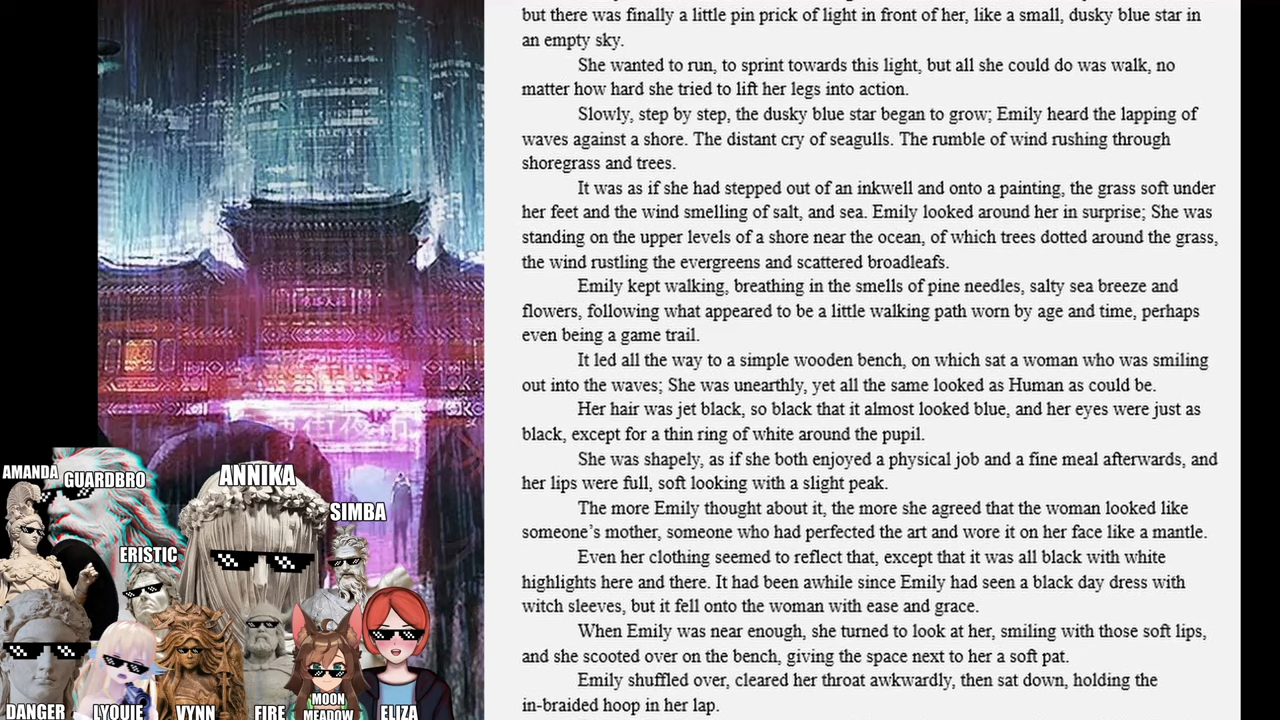 but there was finally a little pin prick of light in front of her, like a small, dusky blue star in
an empty sky.
She wanted to run, to sprint towards this light, but all she could do was walk, no
matter how hard she tried to lift her legs into action.
Slowly, step by step, the dusky blue star began to grow; Emily heard the lapping of
waves against a shore. The distant cry of seagulls. The rumble of wind rushing through
shoregrass and trees.
It was as if she had stepped out of an inkwell and onto a painting, the grass soft under
her feet and the wind smelling of salt, and sea. Emily looked around her in surprise; She was
standing on the upper levels of a shore near the ocean, of which trees dotted around the grass,
the wind rustling the evergreens and scattered broadleafs.
Emily kept walking, breathing in the smells of pine needles, salty sea breeze and
flowers, following what appeared to be a little walking path worn by age and time, perhaps
even being a game trail.
It led all the way to a simple wooden bench, on which sat a woman who was smiling
out into the waves; She was unearthly, yet all the same looked as Human as could be.
Her hair was jet black, so black that it almost looked blue, and her eyes were just as
black, except for a thin ring of white around the pupil.
She was shapely, as if she both enjoyed a physical job and a fine meal afterwards, and
her lips were full, soft looking with a slight peak.
The more Emily thought about it, the more she agreed that the woman looked like
someone’s mother, someone who had perfected the art and wore it on her face like a mantle.
Even her clothing seemed to reflect that, except that it was all black with white
highlights here and there. It had been awhile since Emily had seen a black day dress with
witch sleeves, but it fell onto the woman with ease and grace.
When Emily was near enough, she turned to look at her, smiling with those soft lips,
and she scooted over on the bench, giving the space next to her a soft pat.
Emily shuffled over, cleared her throat awkwardly, then sat down, holding the
in-braided hoop in her lap.
AMANDA
GUARDBRO
ANNIKA
SIMBA
ERISTIC
DANGER
LYQUIE
VYNN
FIRE
MOON
MEADOW
ELIZA